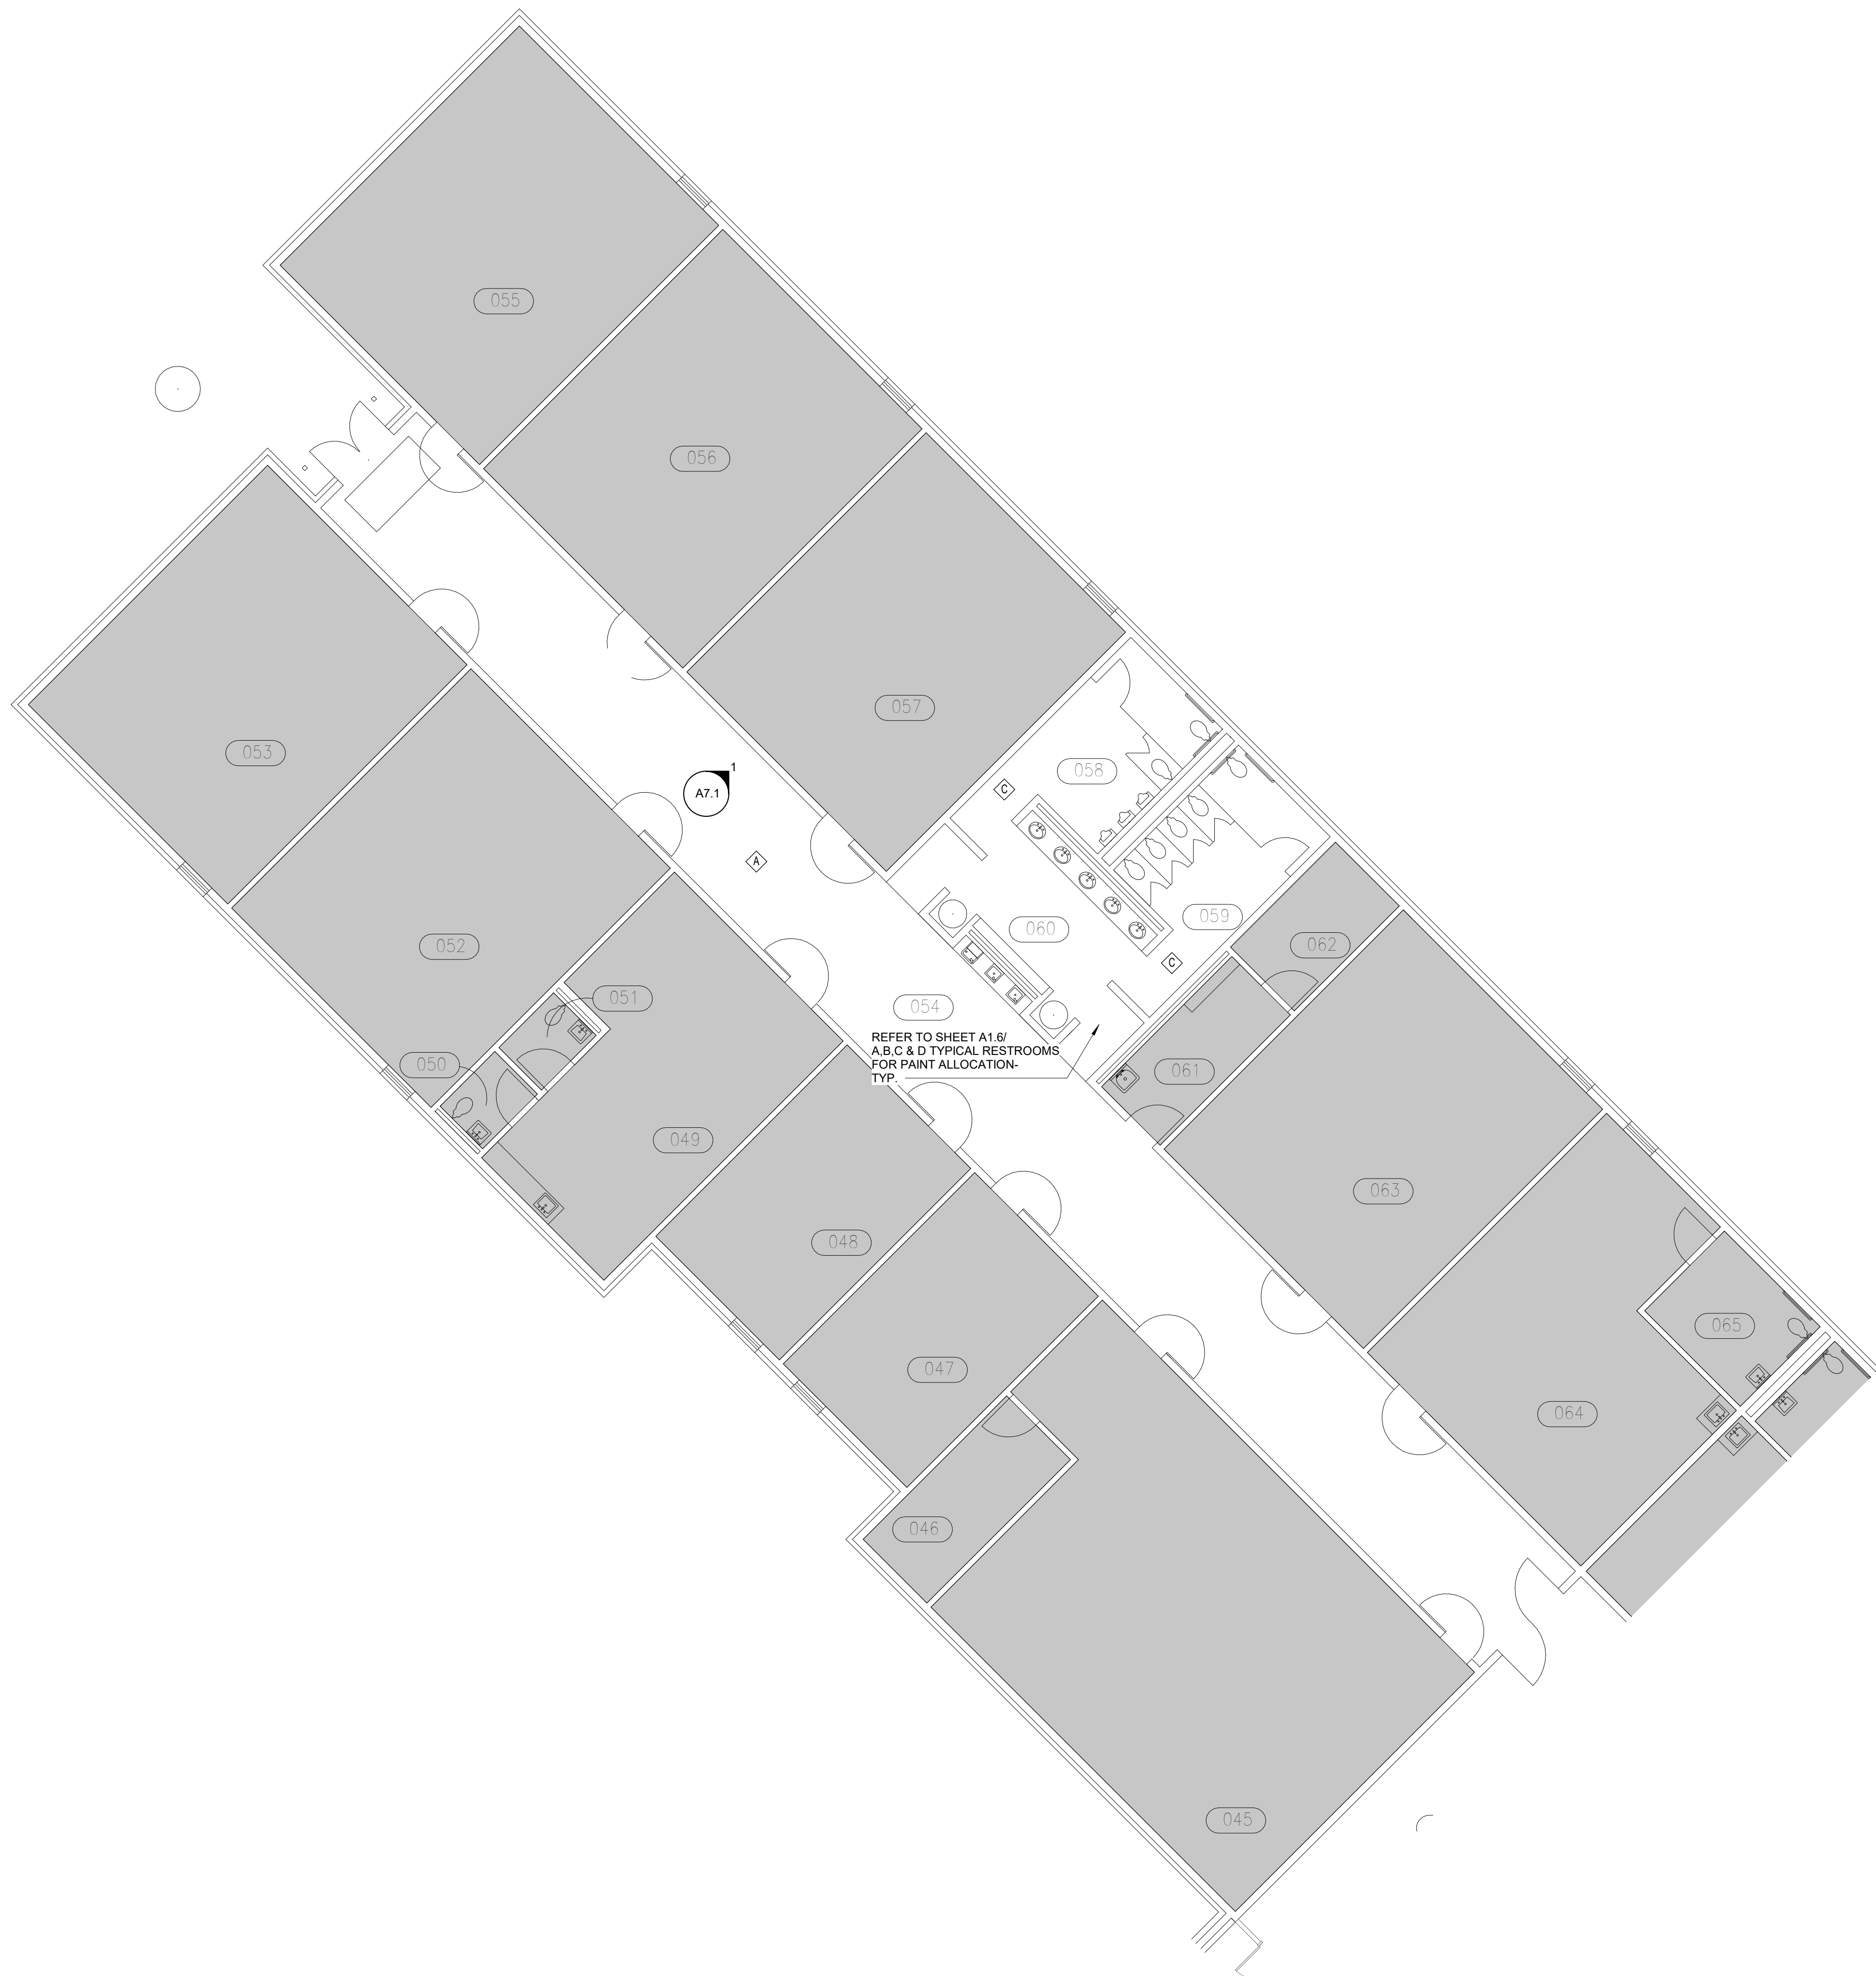 055
056
057
053
1
A7.1
058
C
A
059
060
052
062
051
054
C
REFER TO SHEET A1.6/
A,B,C & D TYPICAL RESTROOMS
FOR PAINT ALLOCATION-
TYP.
050
061
049
063
048
065
047
064
046
045